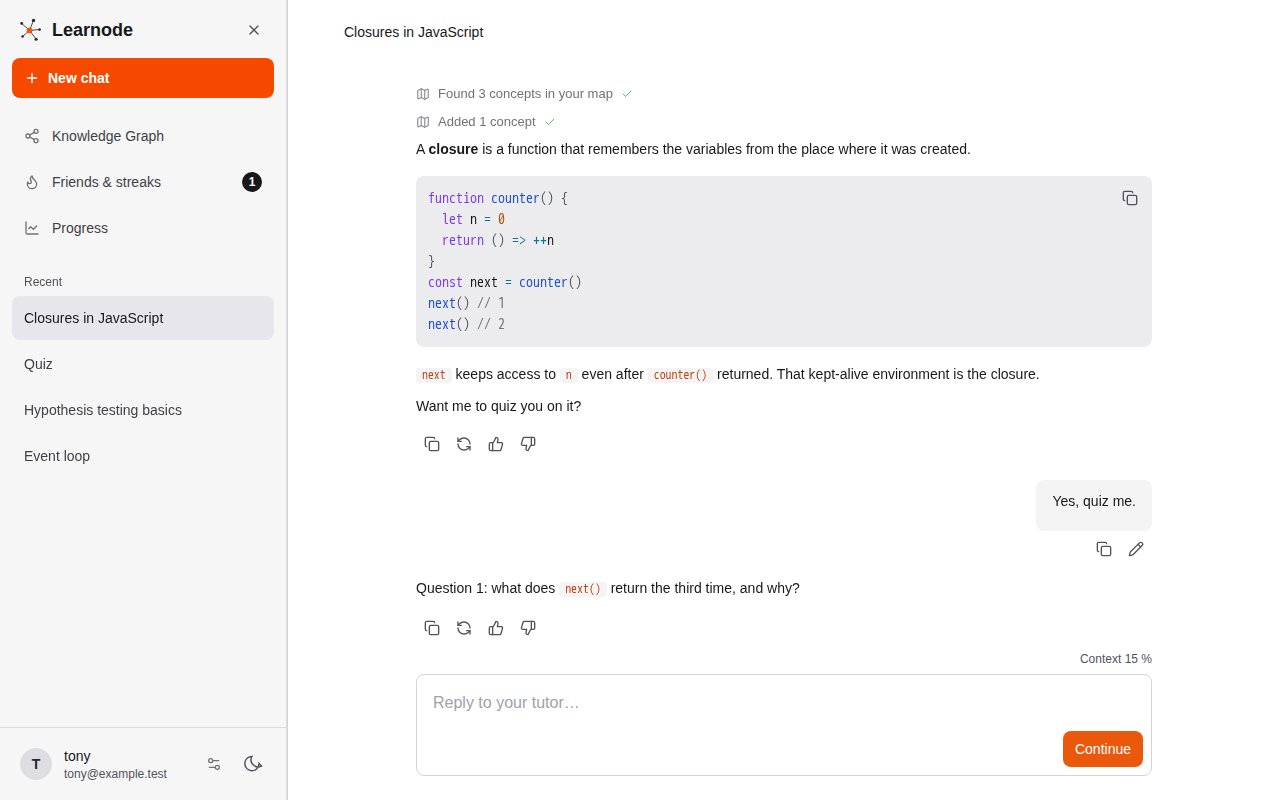 Learnode
New chat
Knowledge Graph
Friends & streaks 1
Progress
Recent
Closures in JavaScript
Quiz
Hypothesis testing basics
Event loop
T
tony
tony@example.test
Closures in JavaScript
Found 3 concepts in your map
Added 1 concept
A closure is a function that remembers the variables from the place where it was created.
function counter() {
  let n = 0
  return () => ++n
}
const next = counter()
next() // 1
next() // 2
next keeps access to n even after counter() returned. That kept-alive environment is the closure.
Want me to quiz you on it?
Yes, quiz me.
Question 1: what does next() return the third time, and why?
Context 15 %
Reply to your tutor…
Continue